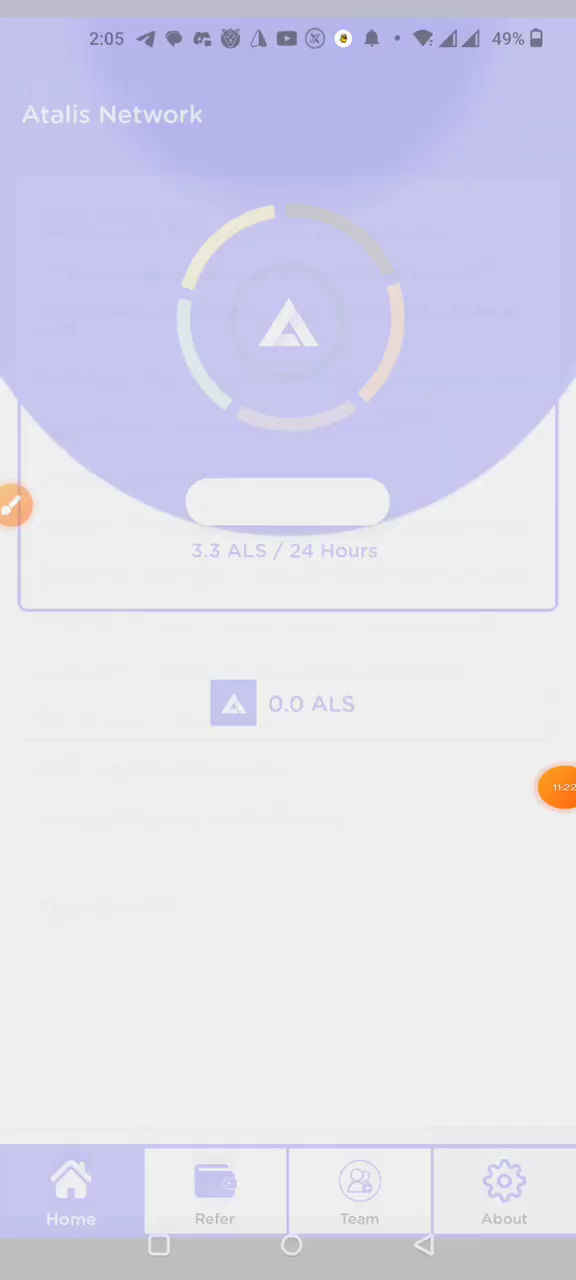 2:05
49%
Atalis Network
3.3 ALS / 24 Hours
0.0 ALS
11:22
Home
Refer
Team
About